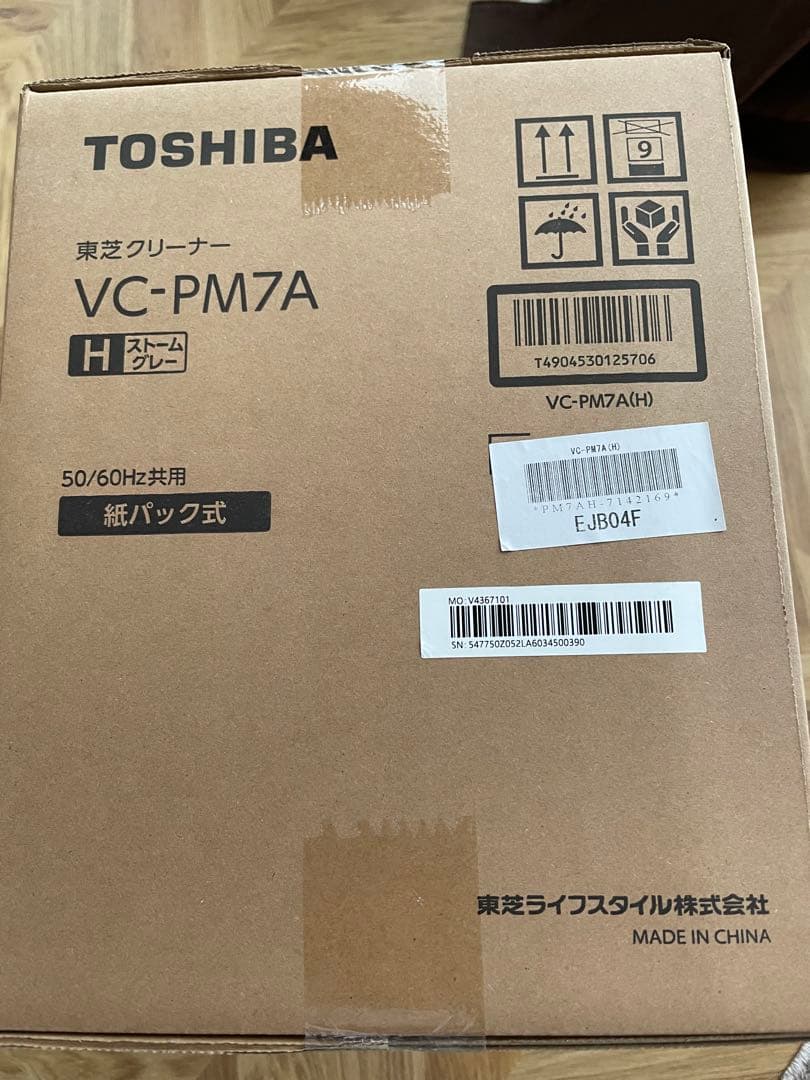 TOSHIBA
9
東芝クリーナー
VC-PM7A
H ストーム
グレー
T4904530125706
VC-PM7A(H)
50/60Hz共用
紙パック式
VC-PM7A(H)
*PM7AH-7142169*
EJB04F
MO: V4367101
SN: 547750Z052LA6034500390
東芝ライフスタイル株式会社
MADE IN CHINA